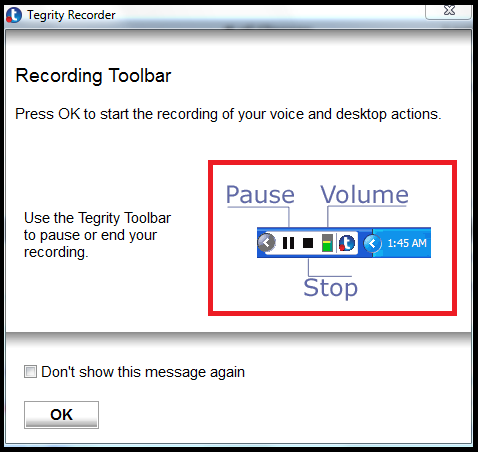 Tegrity Recorder
Recording Toolbar
Press OK to start the recording of your voice and desktop actions.
Use the Tegrity Toolbar
to pause or end your
recording.
Pause Volume
t 1:45 AM
Stop
Don't show this message again
OK